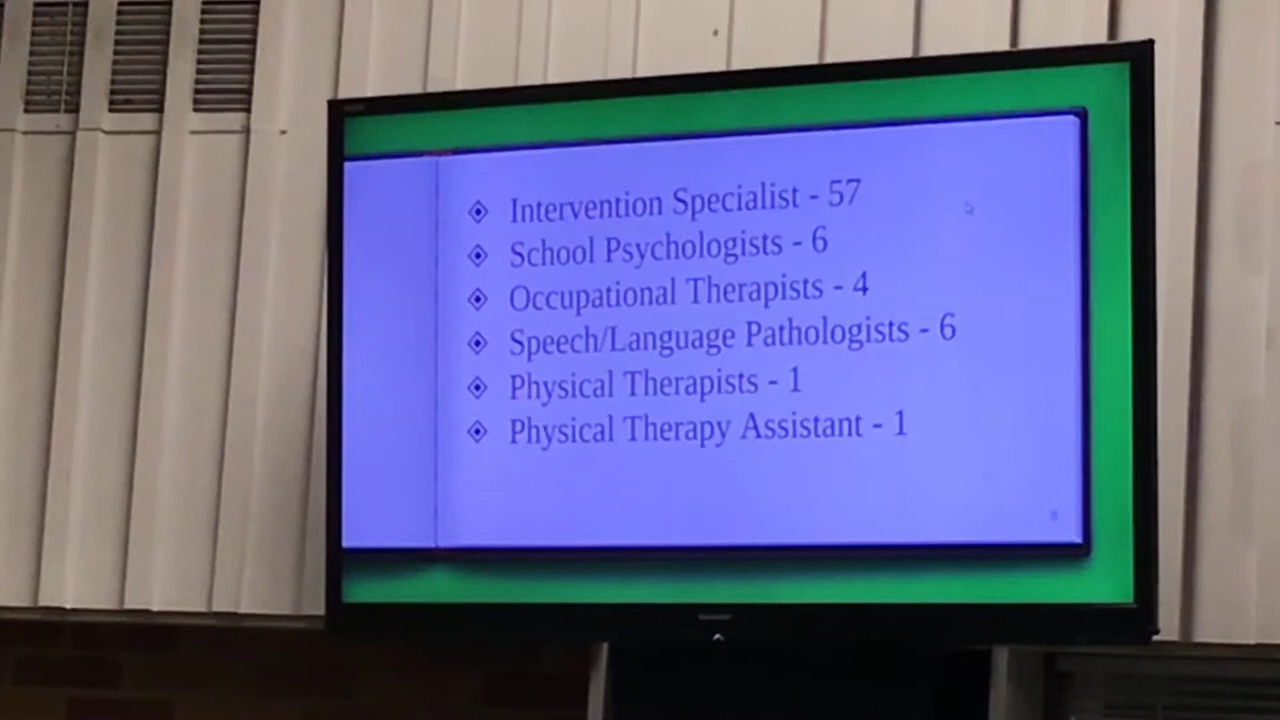 Intervention Specialist - 57
School Psychologists - 6
Occupational Therapists - 4
Speech/Language Pathologists - 6
Physical Therapists - 1
Physical Therapy Assistant - 1